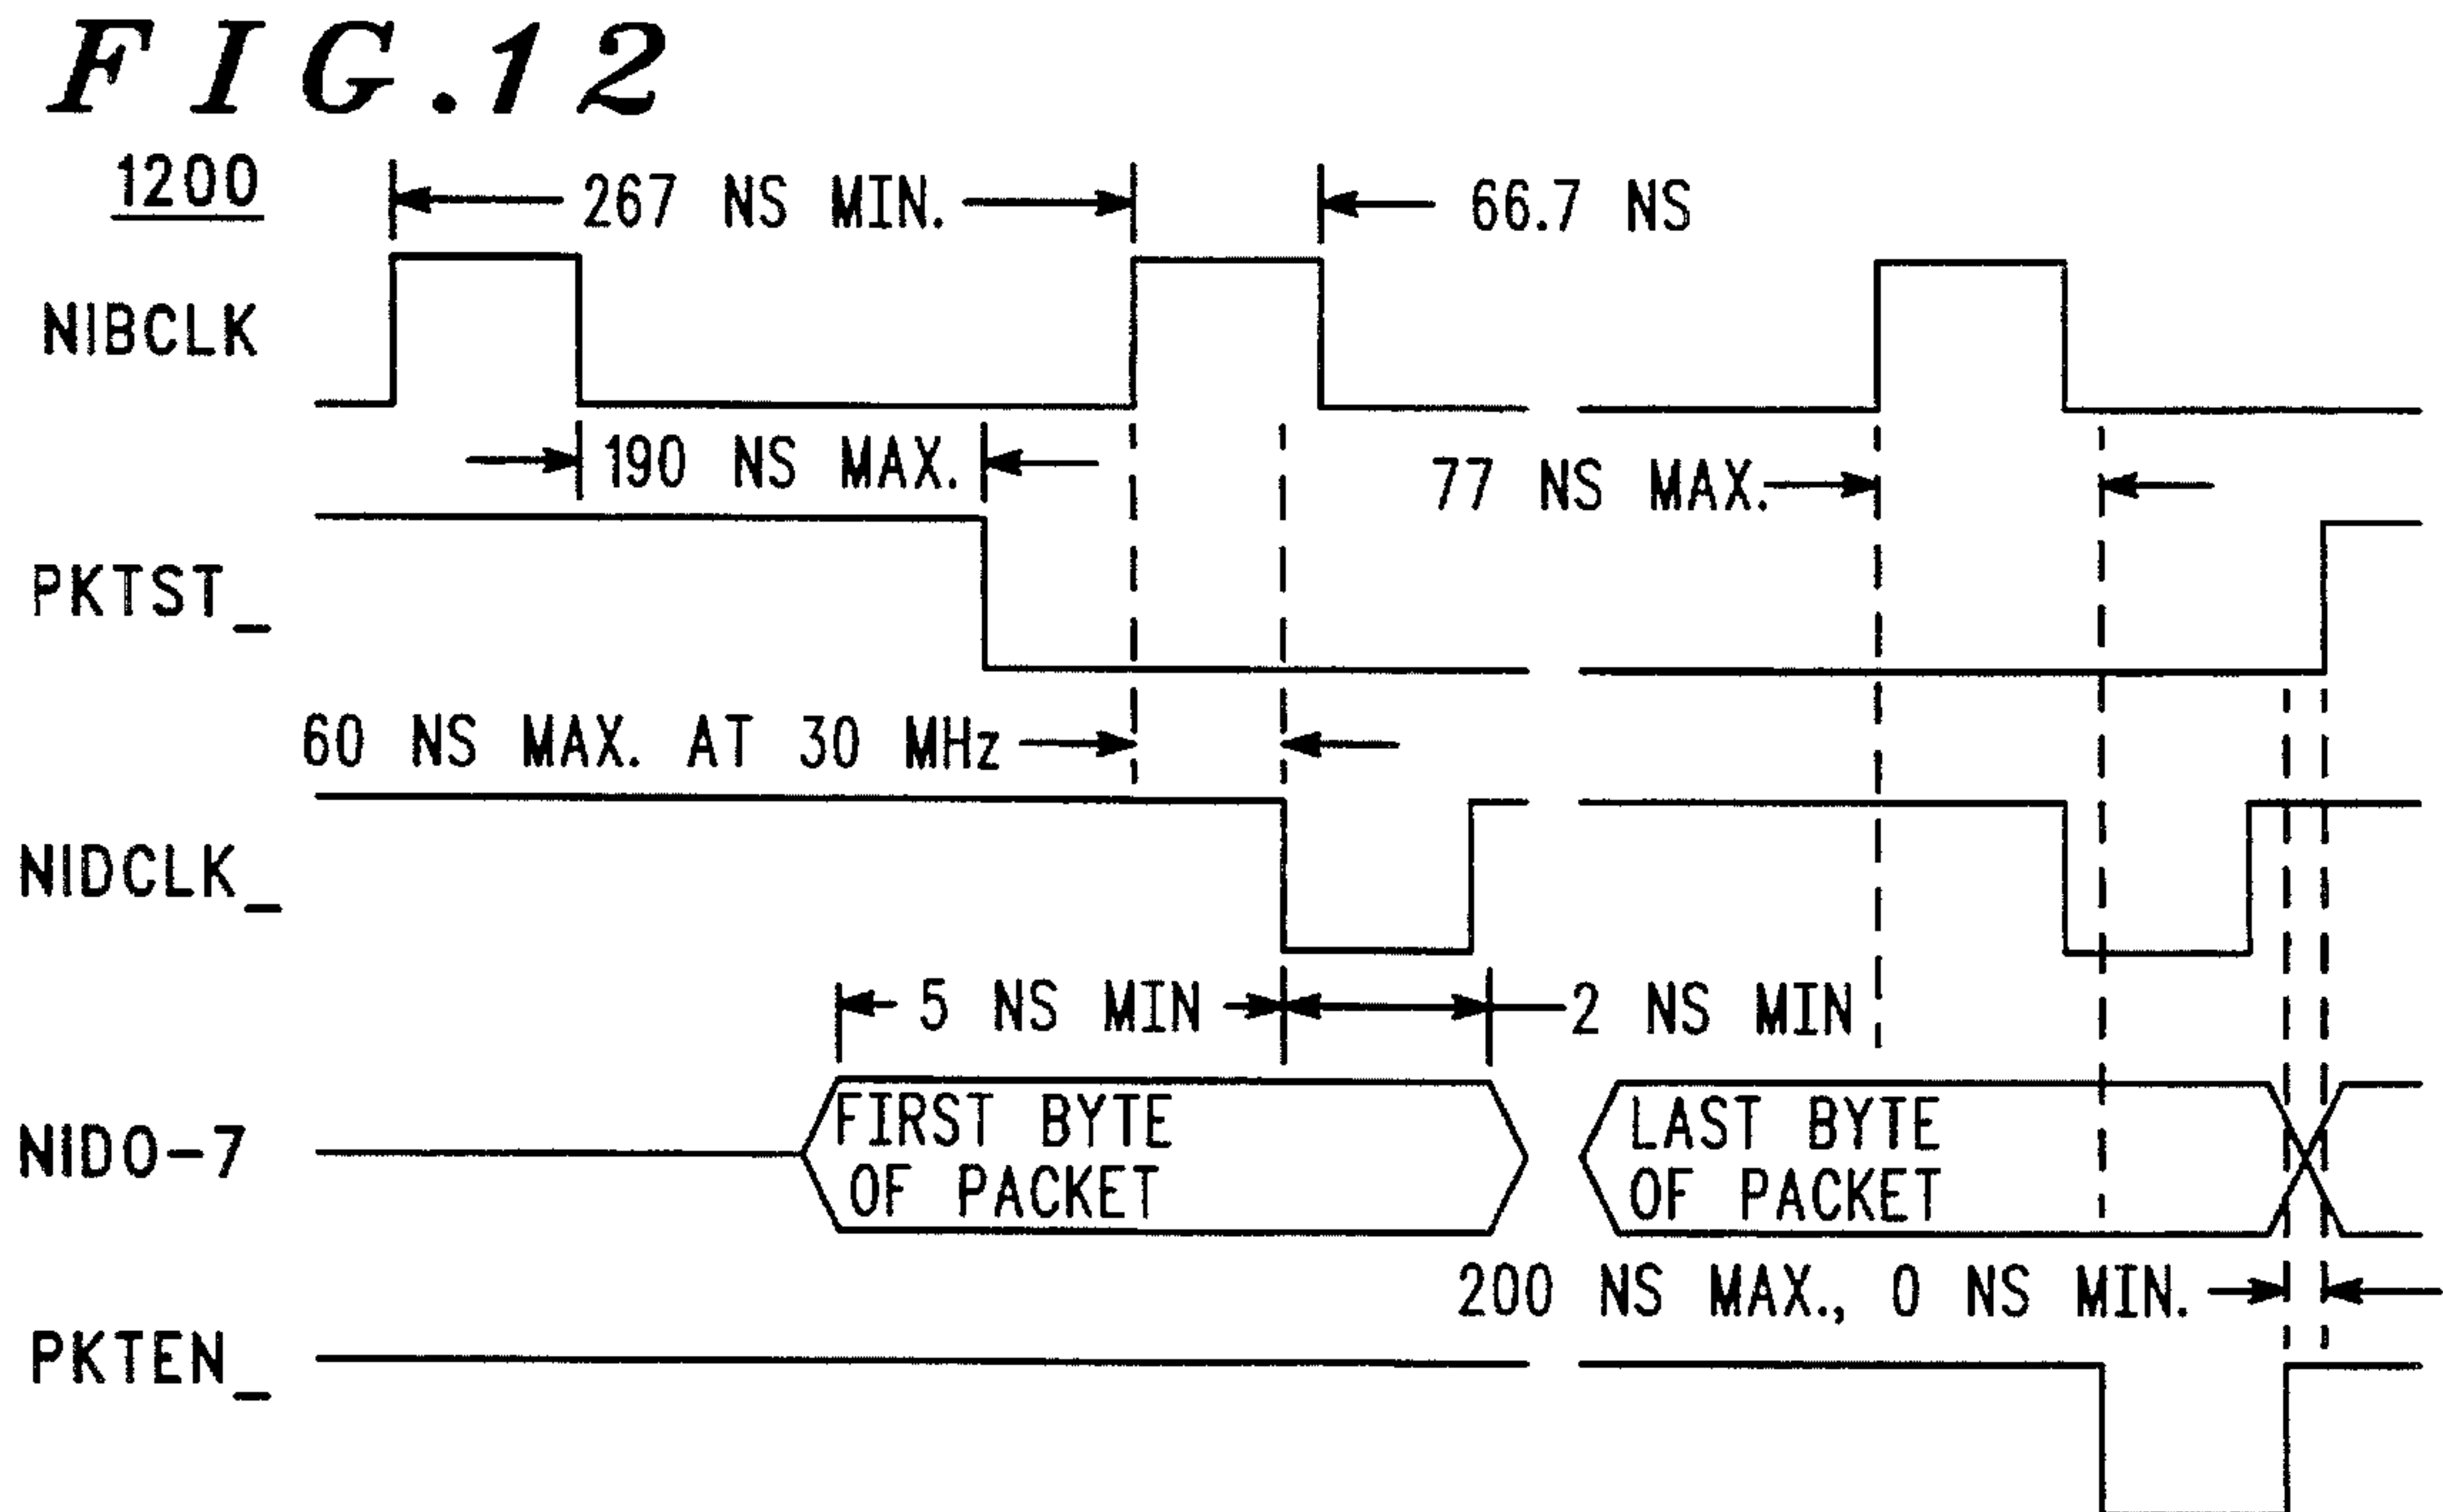 FIG.12
1200
267 NS MIN.
66.7 NS
NIBCLK
190 NS MAX.
77 NS MAX.
PKTST_
60 NS MAX. AT 30 MHz
NIDCLK_
5 NS MIN
2 NS MIN
NIDO-7
FIRST BYTE
OF PACKET
LAST BYTE
OF PACKET
200 NS MAX., 0 NS MIN.
PKTEN_